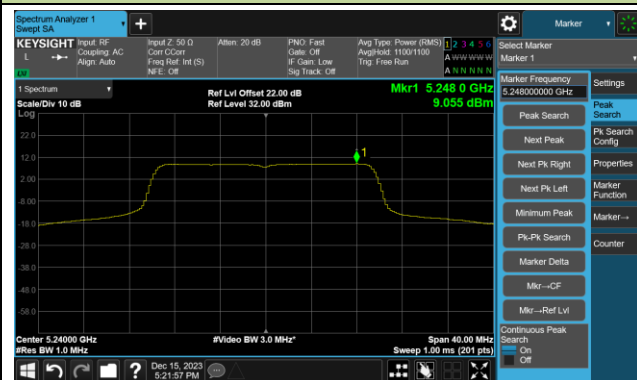 Spectrum Analyzer 1
Swept SA
Marker
KEYSIGHT
L
Input: RF
Coupling: AC
Align: Auto
Input Z: 50 Ω
Corr CCorr
Freq Ref: Int (S)
NFE: Off
Atten: 20 dB
PNO: Fast
Gate: Off
IF Gain: Low
Sig Track: Off
Avg Type: Power (RMS)
Avg|Hold: 1100/1100
Trig: Free Run
1 2 3 4 5 6
A W W W W W
A N N N N N
Select Marker
Marker 1
1 Spectrum
Scale/Div 10 dB
Log
Ref Lvl Offset 22.00 dB
Ref Level 32.00 dBm
Mkr1 5.248 0 GHz
9.055 dBm
22.0
12.0
2.00
-8.00
-18.0
-28.0
-38.0
-48.0
-58.0
1
Center 5.24000 GHz
#Res BW 1.0 MHz
#Video BW 3.0 MHz*
Span 40.00 MHz
Sweep 1.00 ms (201 pts)
Marker Frequency
5.248000000 GHz
Peak Search
Next Peak
Next Pk Right
Next Pk Left
Minimum Peak
Pk-Pk Search
Marker Delta
Mkr→CF
Mkr→Ref Lvl
Continuous Peak
Search
On
Off
Settings
Peak
Search
Pk Search
Config
Properties
Marker
Function
Marker→
Counter
Dec 15, 2023
5:21:57 PM